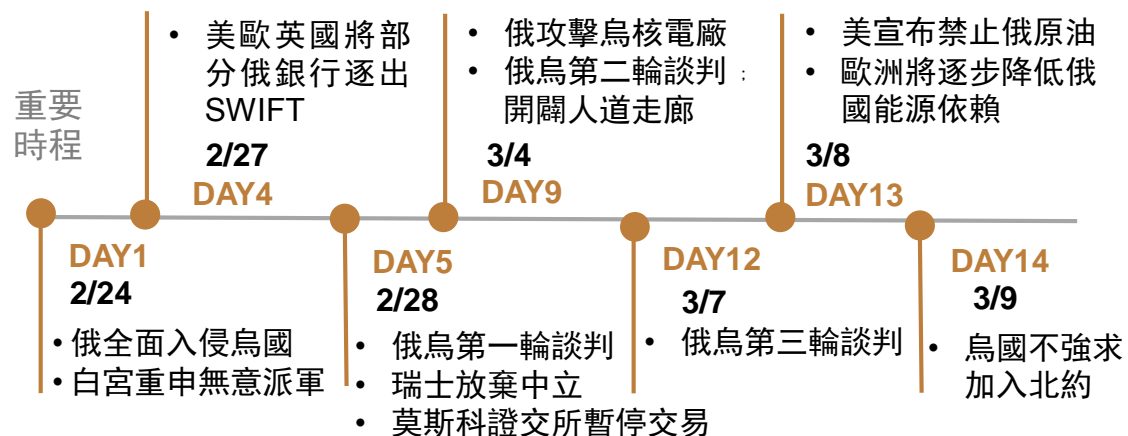 重要
時程
• 美歐英國將部
分俄銀行逐出
SWIFT
2/27
DAY4
• 俄攻擊烏核電廠
• 俄烏第二輪談判；
開闢人道走廊
3/4
DAY9
• 美宣布禁止俄原油
• 歐洲將逐步降低俄
國能源依賴
3/8
DAY13
DAY1
2/24
• 俄全面入侵烏國
• 白宮重申無意派軍
DAY5
2/28
• 俄烏第一輪談判
• 瑞士放棄中立
• 莫斯科證交所暫停交易
DAY12
3/7
• 俄烏第三輪談判
DAY14
3/9
• 烏國不強求
加入北約